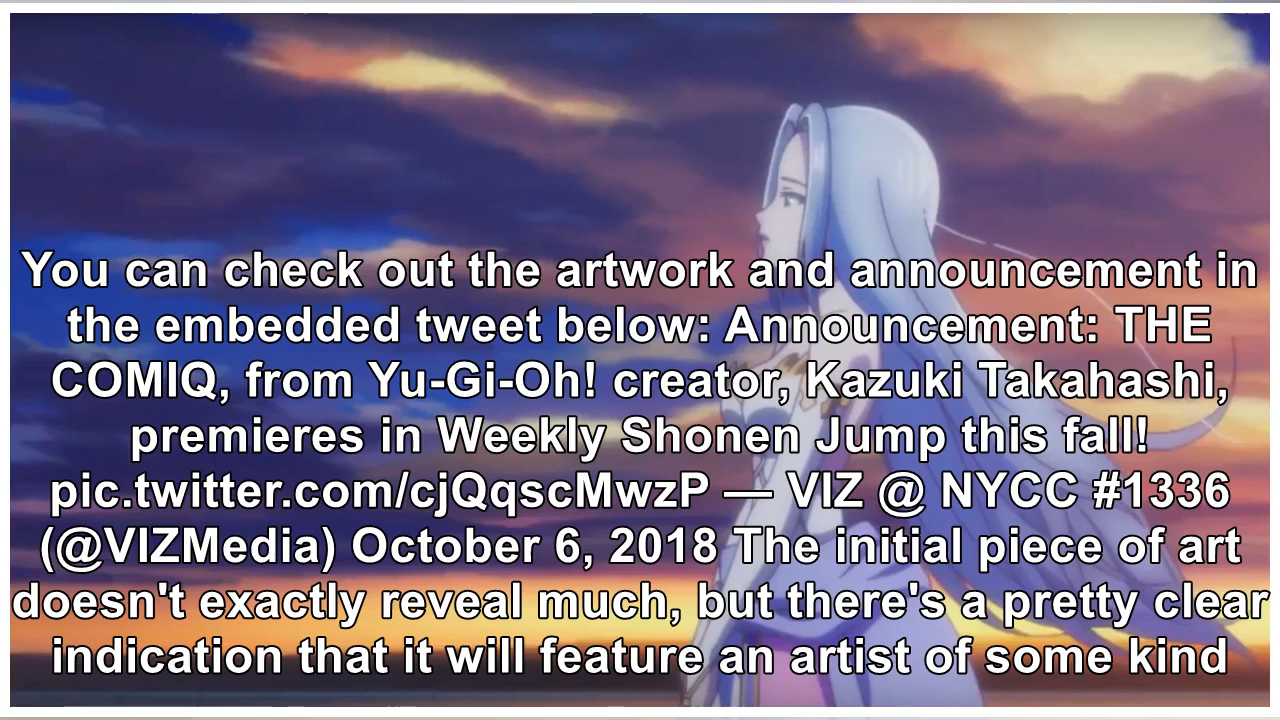 You can check out the artwork and announcement in
the embedded tweet below: Announcement: THE
COMIQ, from Yu-Gi-Oh! creator, Kazuki Takahashi,
premieres in Weekly Shonen Jump this fall!
pic.twitter.com/cjQqscMwzP — VIZ @ NYCC #1336
(@VIZMedia) October 6, 2018 The initial piece of art
doesn't exactly reveal much, but there's a pretty clear
indication that it will feature an artist of some kind